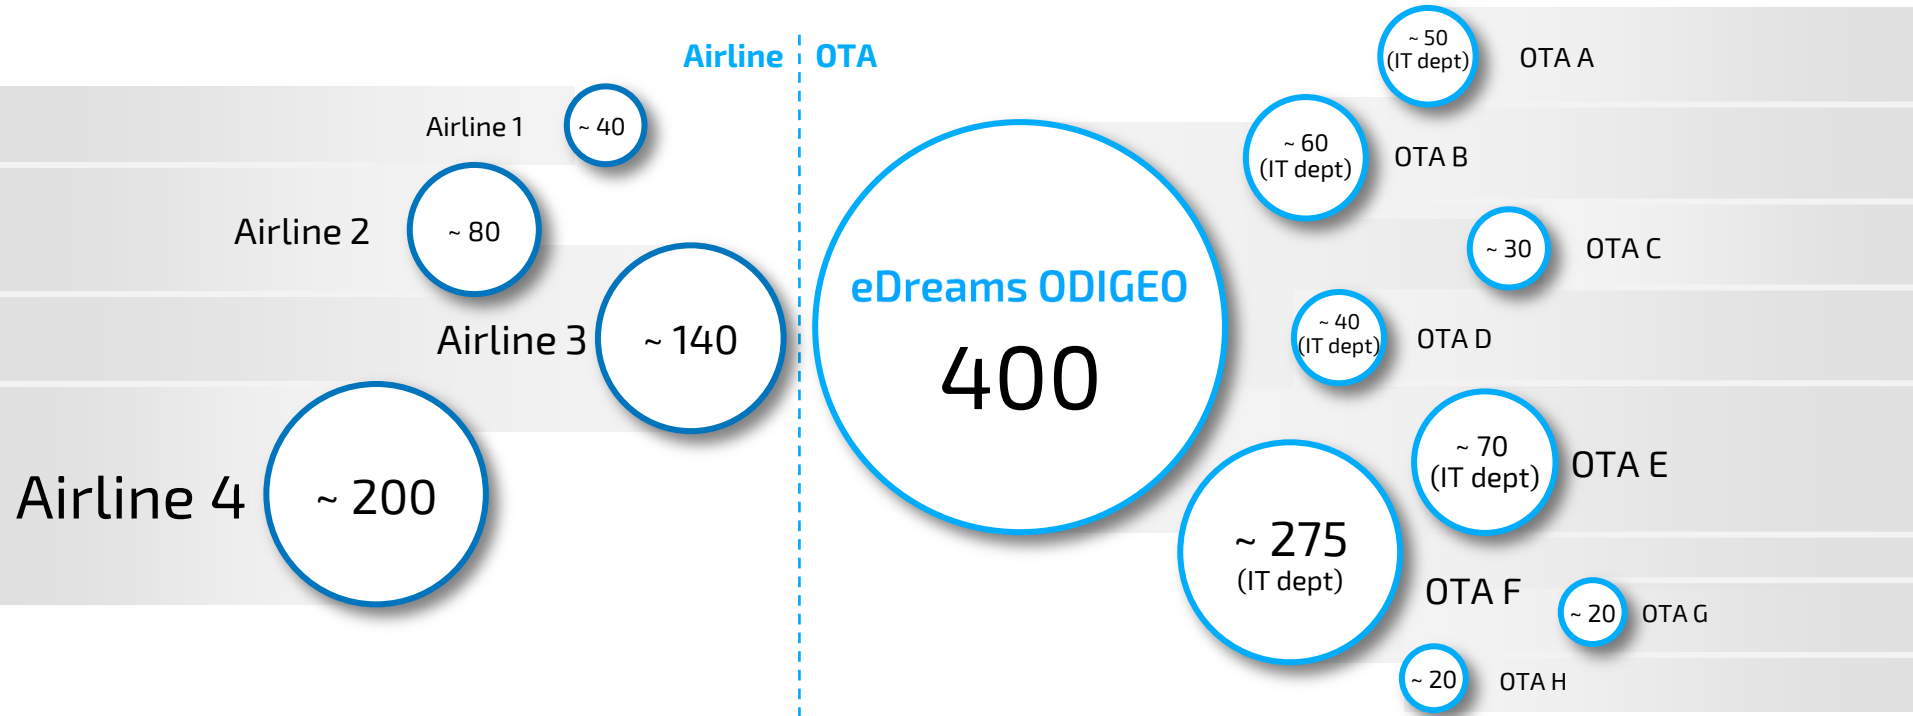 Airline
OTA
Airline 1
~ 40
Airline 2
~ 80
Airline 3
~ 140
Airline 4
~ 200
eDreams ODIGEO
400
~ 50
(IT dept)
OTA A
~ 60
(IT dept)
OTA B
~ 30
OTA C
~ 40
(IT dept)
OTA D
~ 70
(IT dept)
OTA E
~ 275
(IT dept)
OTA F
~ 20
OTA G
~ 20
OTA H